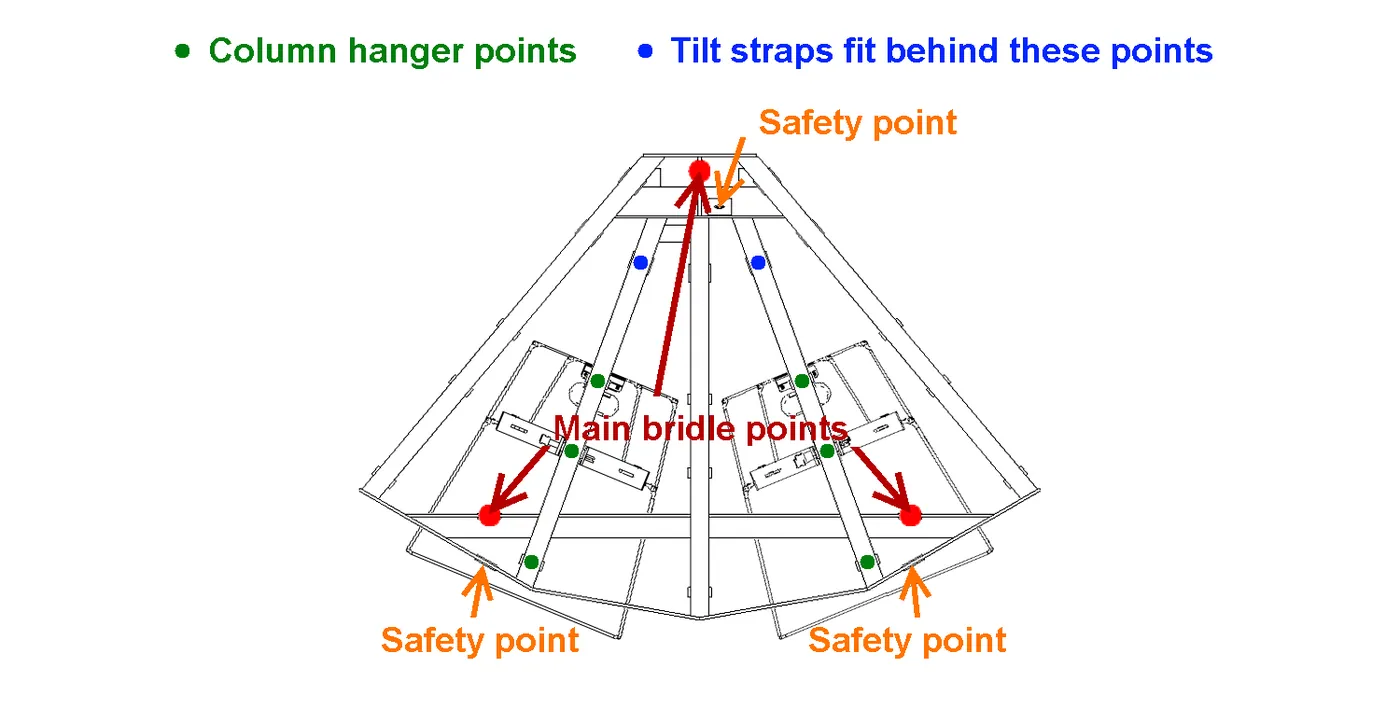 Column hanger points
Tilt straps fit behind these points
Safety point
Main bridle points
Safety point
Safety point